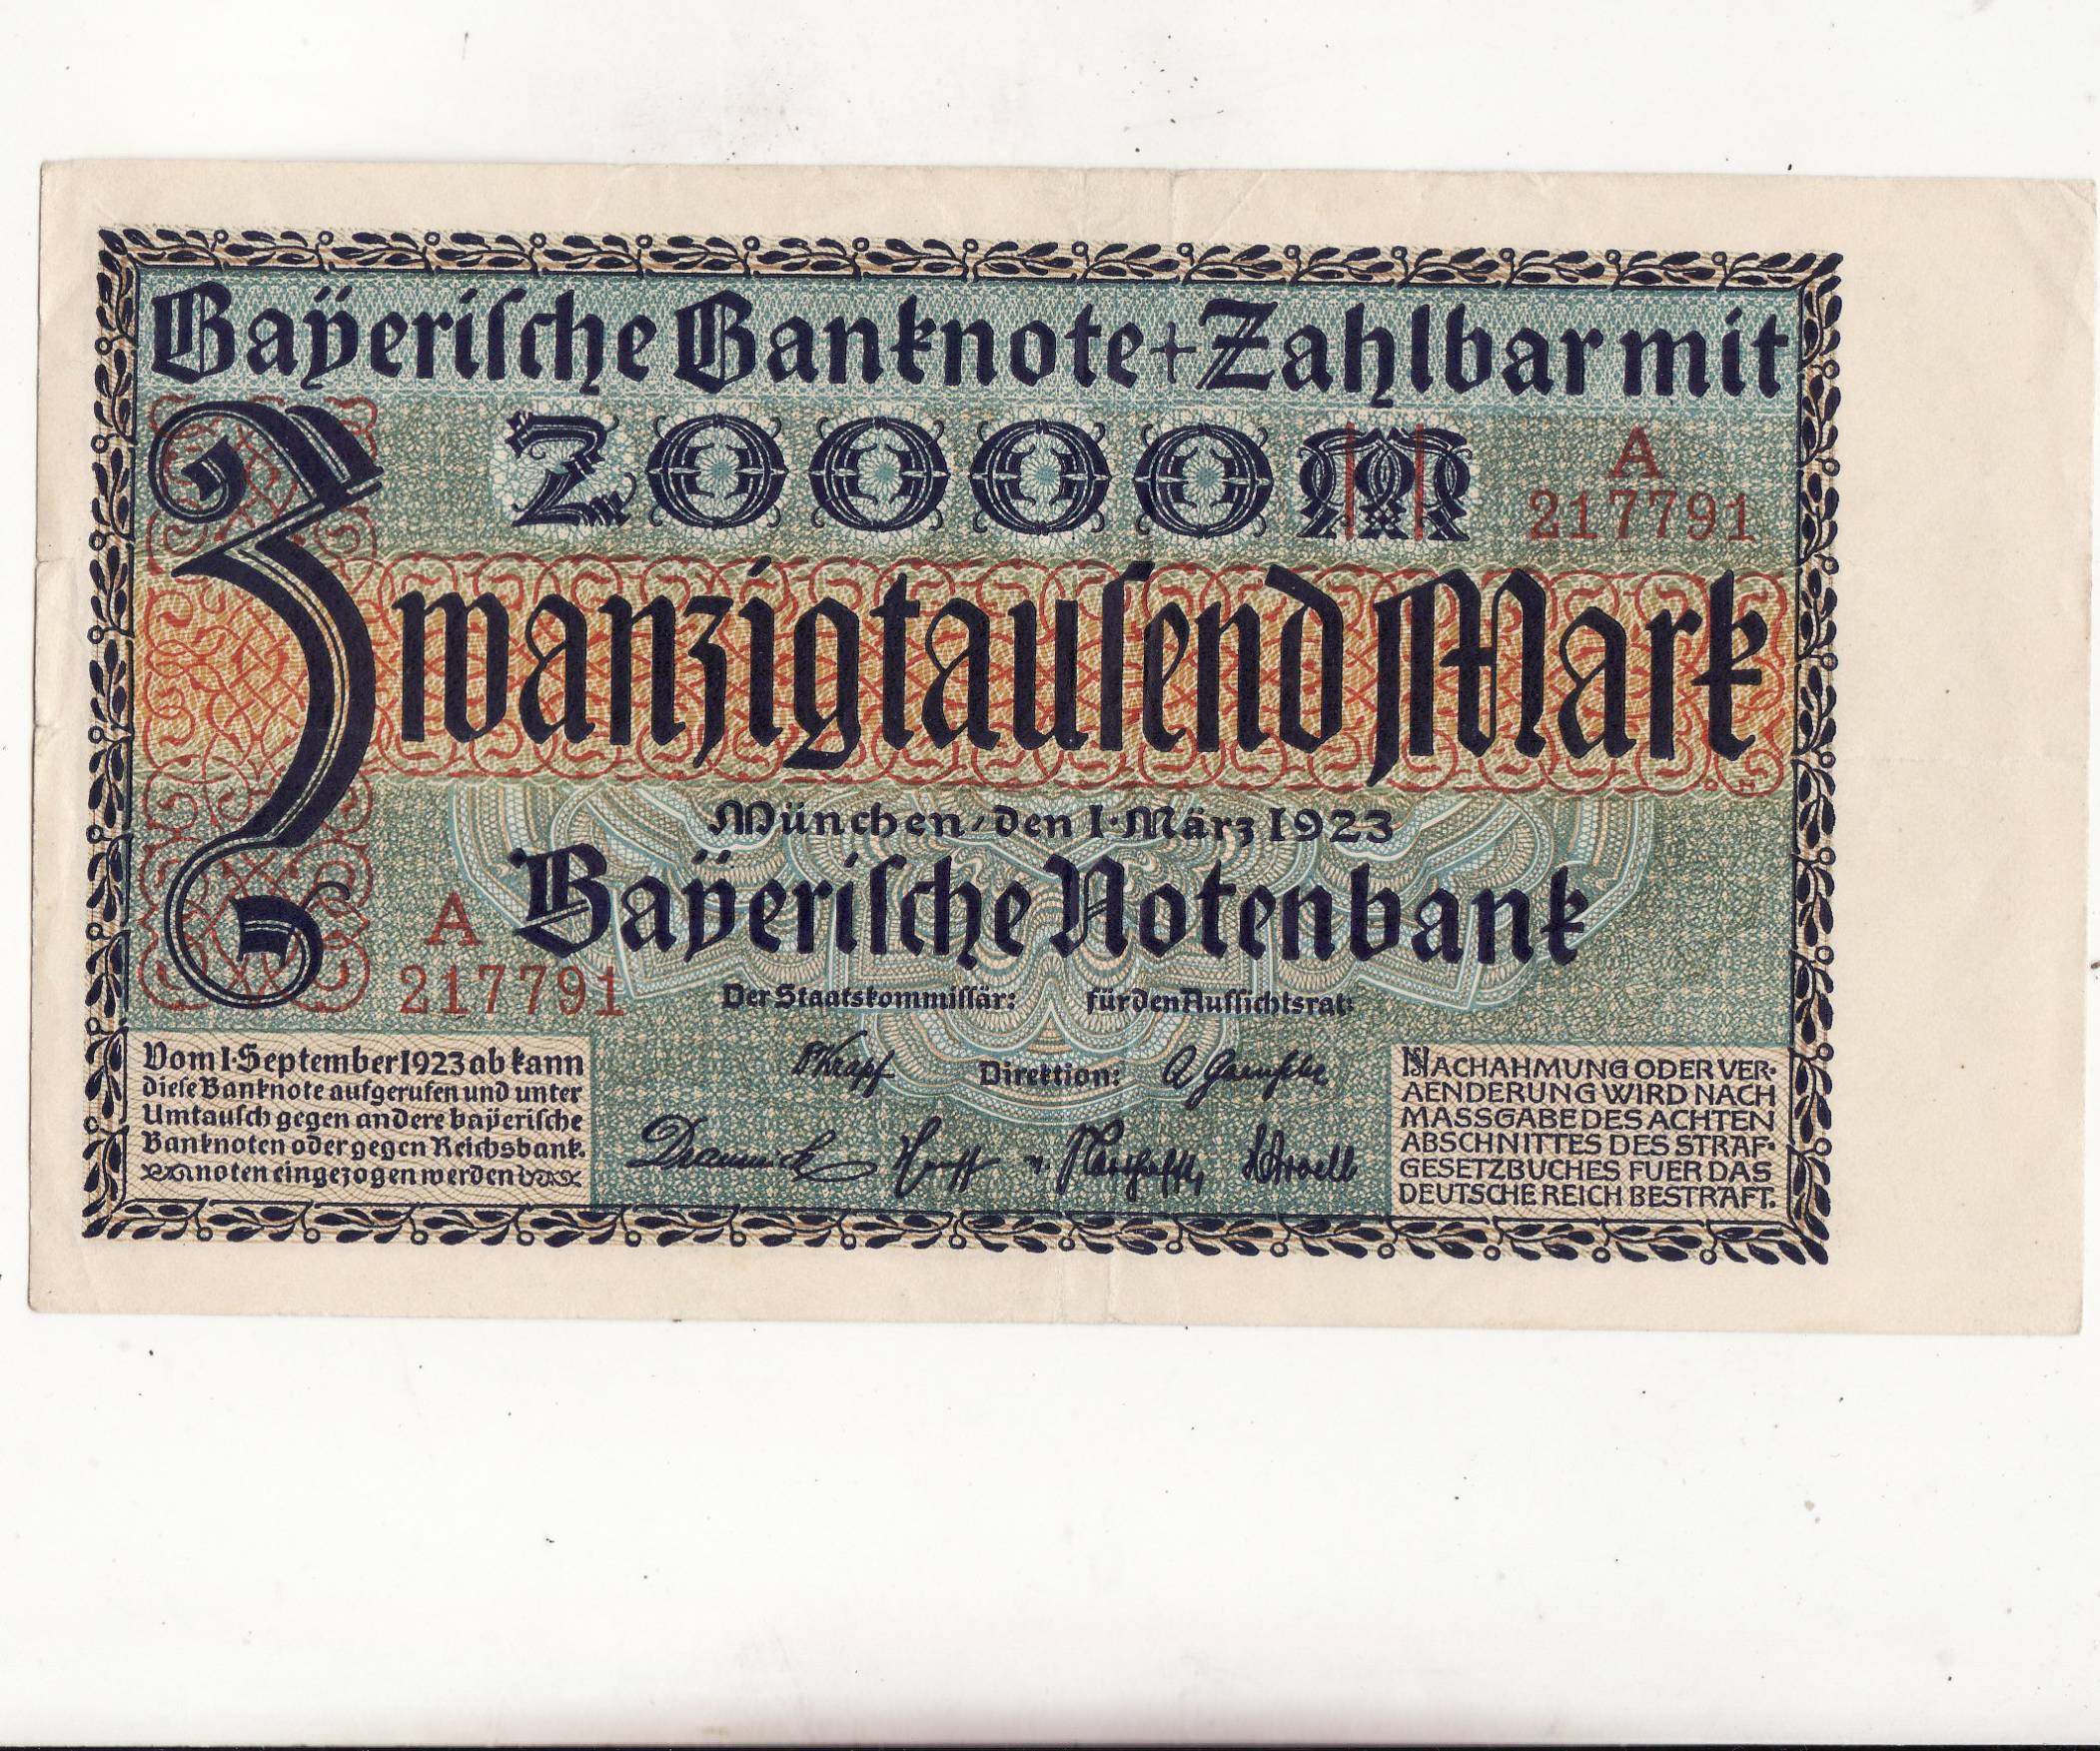 Bayerische Banknote + Zahlbar mit
20000 M
A
217791
Zwanzigtausend Mark
München, den 1. März 1923
Bayerische Notenbank
A
217791
Der Staatskommissär: für den Aufsichtsrat:
Direktion:
Vom 1. September 1923 ab kann
diese Banknote aufgerufen und unter
Umtausch gegen andere bayerische
Banknoten oder gegen Reichsbank-
noten eingezogen werden
NACHAHMUNG ODER VER-
AENDERUNG WIRD NACH
MASSGABE DES ACHTEN
ABSCHNITTES DES STRAF-
GESETZBUCHES FUER DAS
DEUTSCHE REICH BESTRAFT.